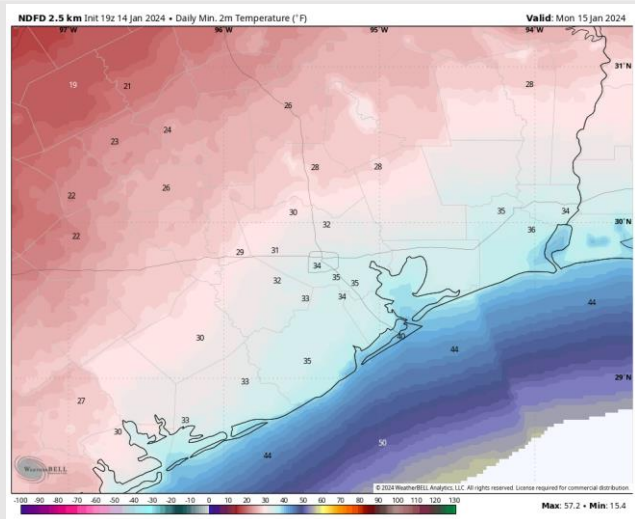 NDFD 2.5 km Init 19z 14 Jan 2024 • Daily Min. 2m Temperature (°F) Valid: Mon 15 Jan 2024
97°W 96°W 95°W 94°W
31°N
19 21 28
26
24
23
28 28
26
22
30 35 34
32 36 30°N
22
29 31
34
32 35 35
33 34 44
40
30 44
35
33 29°N
27
33
30
44 50
WeatherBELL
© 2024 WeatherBELL Analytics, LLC. All rights reserved. License required for commercial distribution.
-100 -90 -80 -70 -60 -50 -40 -30 -20 -10 0 10 20 30 40 50 60 70 80 90 100 110 120 130 Max: 57.2 • Min: 15.4